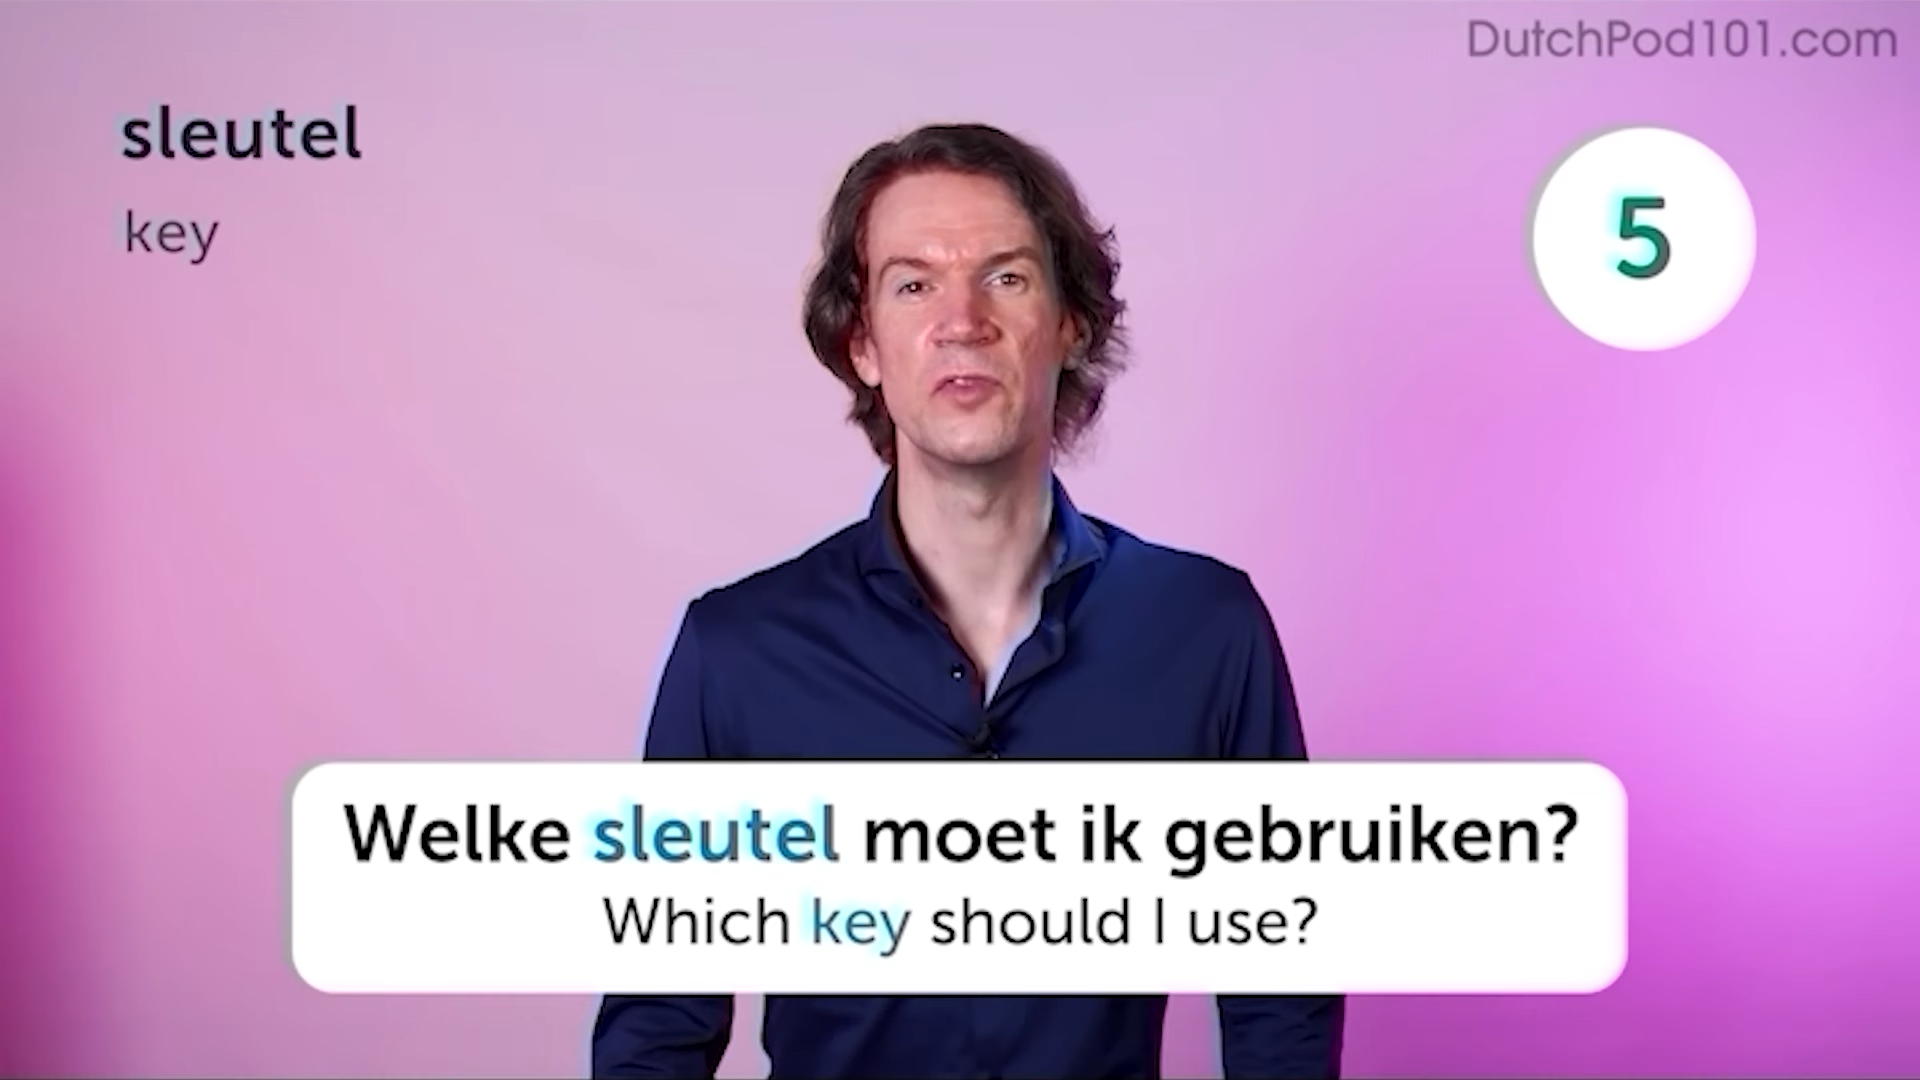 DutchPod101.com
sleutel
key
5
Welke sleutel moet ik gebruiken?
Which key should I use?